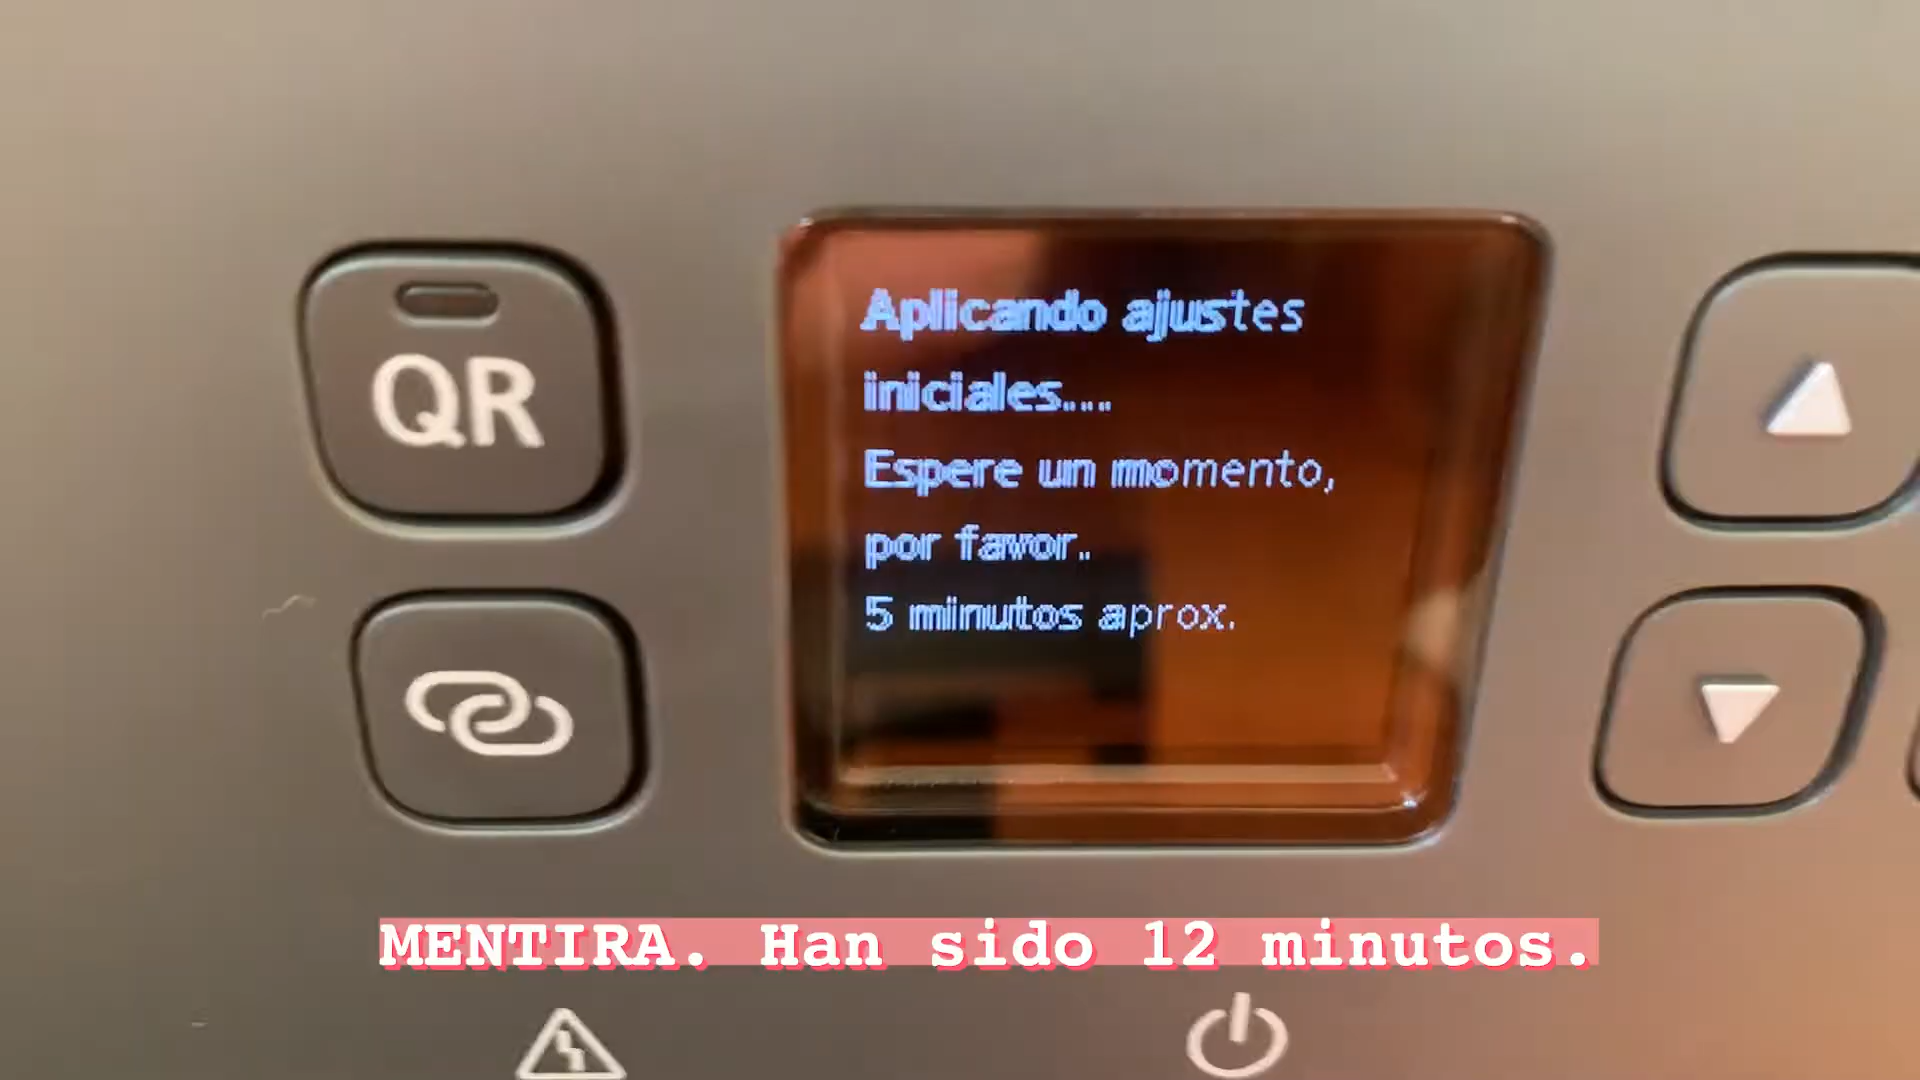 QR
Aplicando ajustes
iniciales....
Espere un momento,
por favor..
5 minutos aprox.
MENTIRA. Han sido 12 minutos.